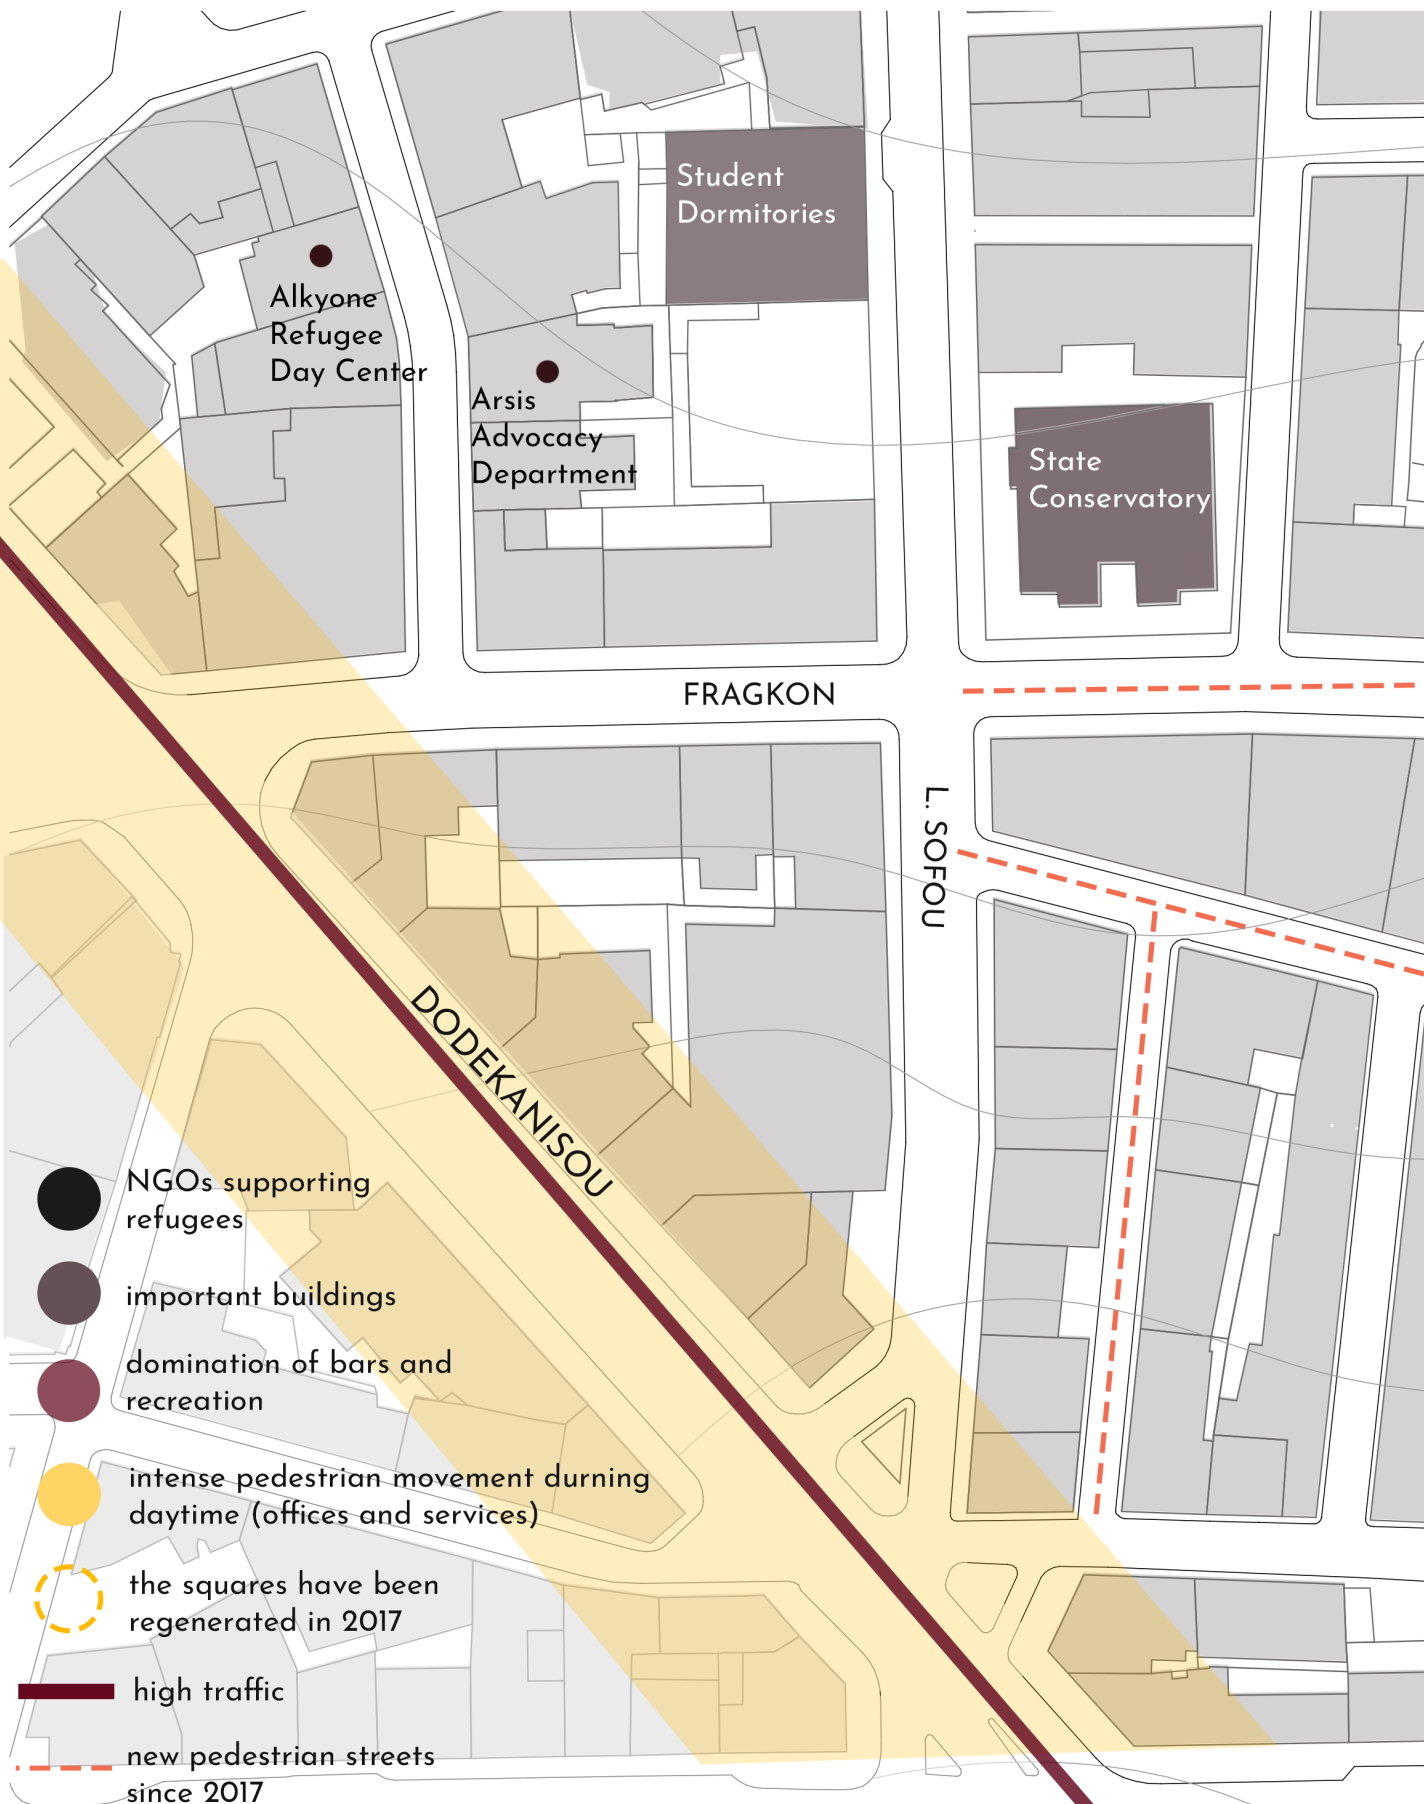 Student
Dormitories
Alkyone
Refugee
Day Center
Arsis
Advocacy
Department
State
Conservatory
FRAGKON
L. SOFOU
DODEKANISOU
NGOs supporting
refugees
important buildings
domination of bars and
recreation
intense pedestrian movement durning
daytime (offices and services)
the squares have been
regenerated in 2017
high traffic
new pedestrian streets
since 2017